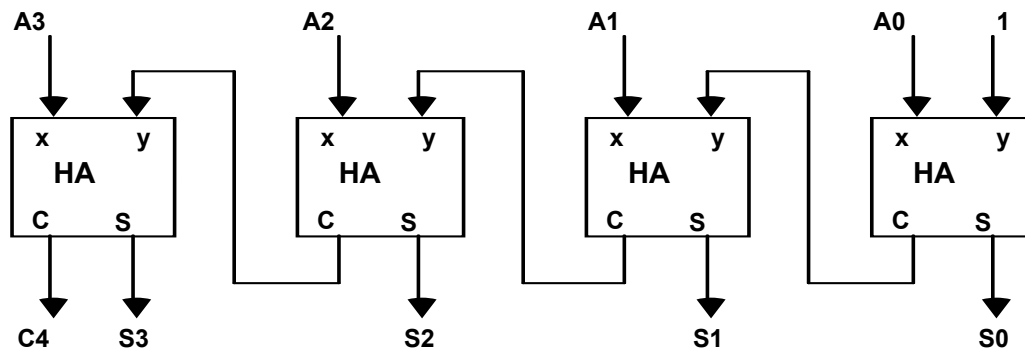 A3 A2 A1 A0 1
x y x y x y x y
HA HA HA HA
C S C S C S C S
C4 S3 S2 S1 S0